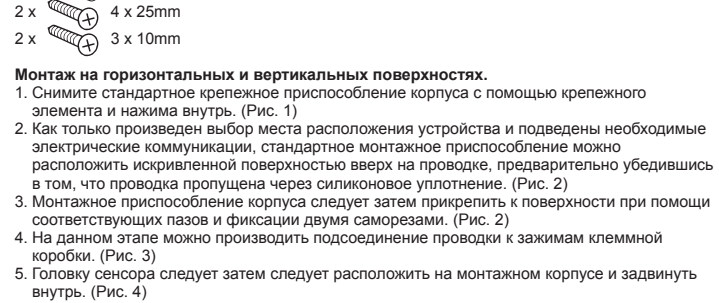 2 x 4 x 25mm
2 x 3 x 10mm
Монтаж на горизонтальных и вертикальных поверхностях.
1. Снимите стандартное крепежное приспособление корпуса с помощью крепежного
элемента и нажима внутрь. (Рис. 1)
2. Как только произведен выбор места расположения устройства и подведены необходимые
электрические коммуникации, стандартное монтажное приспособление можно
расположить искривленной поверхностью вверх на проводке, предварительно убедившись
в том, что проводка пропущена через силиконовое уплотнение. (Рис. 2)
3. Монтажное приспособление корпуса следует затем прикрепить к поверхности при помощи
соответствующих пазов и фиксации двумя саморезами. (Рис. 2)
4. На данном этапе можно производить подсоединение проводки к зажимам клеммной
коробки. (Рис. 3)
5. Головку сенсора следует затем следует расположить на монтажном корпусе и задвинуть
внутрь. (Рис. 4)